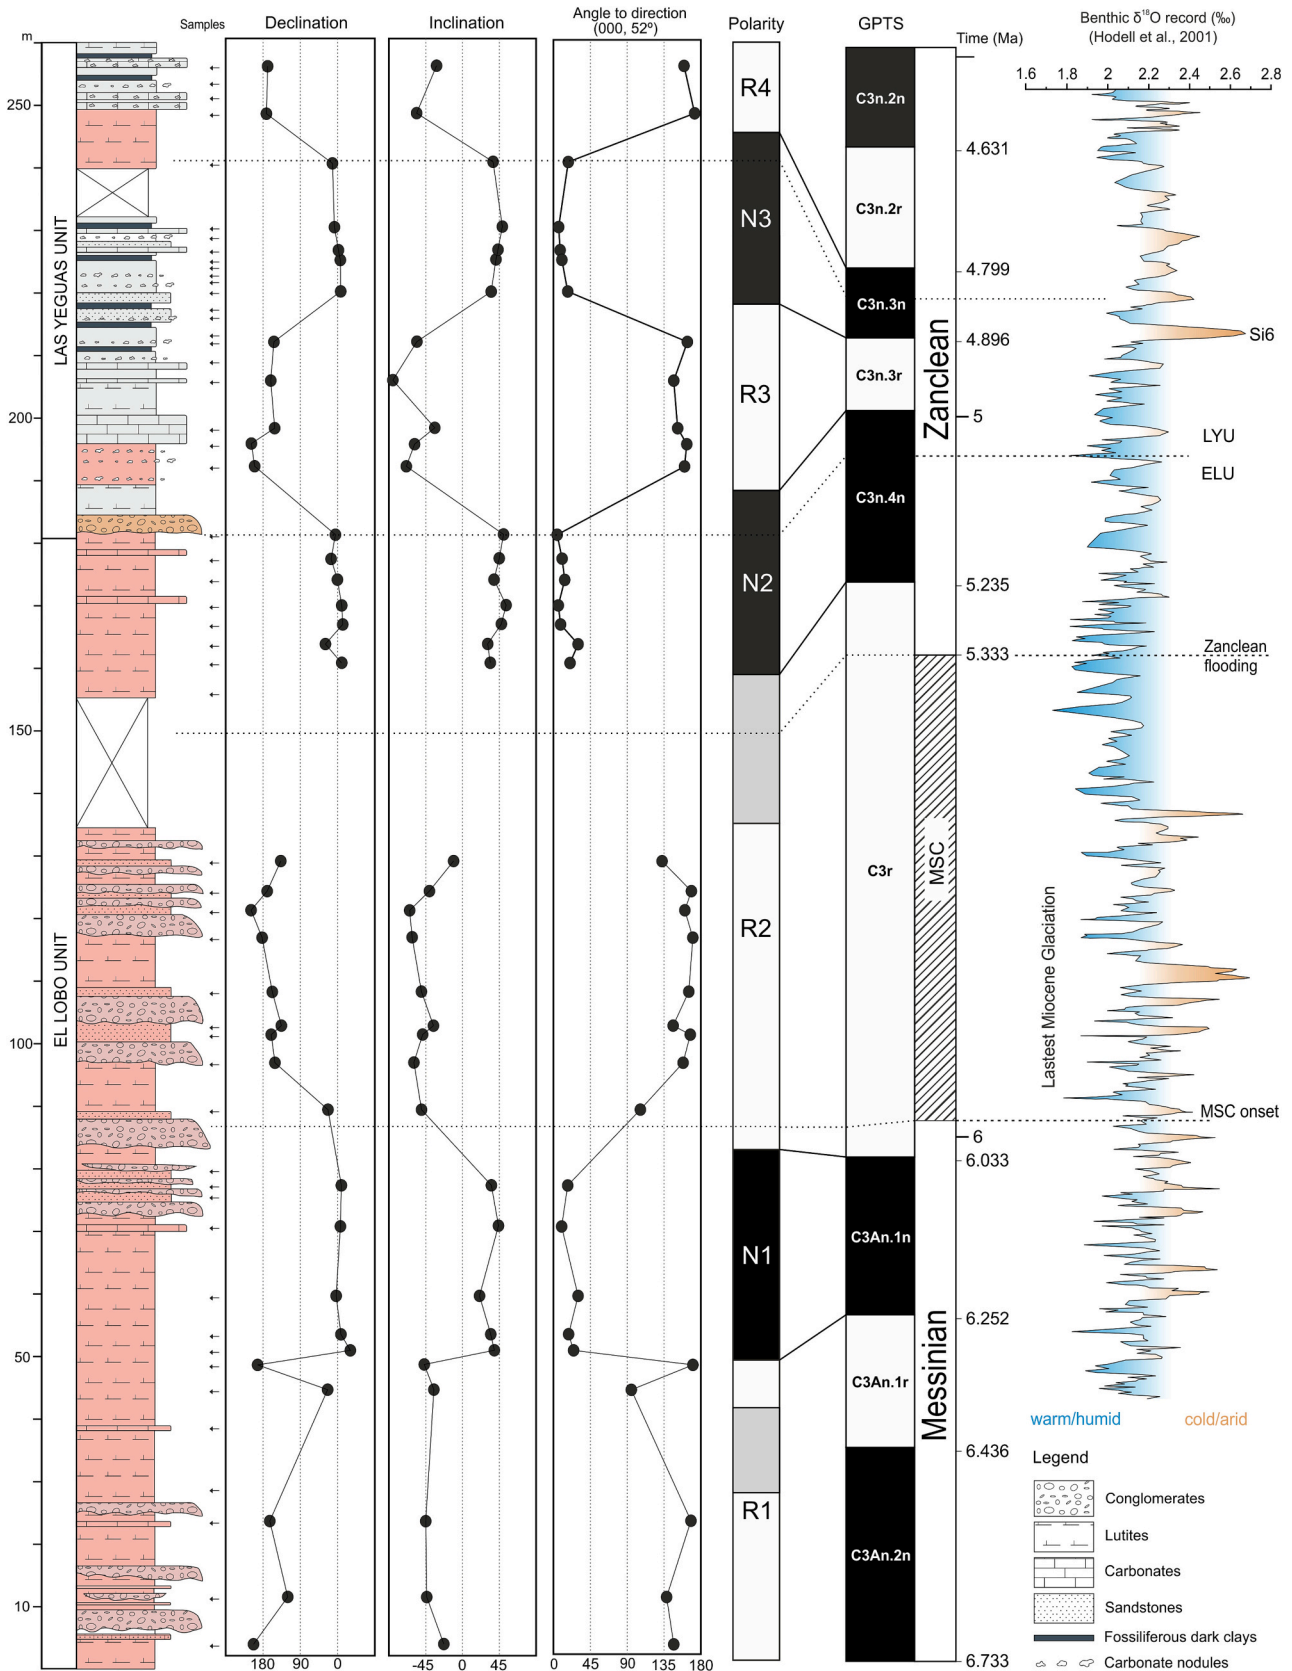 Samples
Declination
Inclination
Angle to direction
(000, 52º)
Polarity
GPTS
Time (Ma)
Benthic δ¹⁸O record (‰)
(Hodell et al., 2001)
1.6 1.8 2 2.2 2.4 2.6 2.8
m
250
200
150
100
50
10
LAS YEGUAS UNIT
EL LOBO UNIT
180 90 0
-45 0 45
0 45 90 135 180
R4
N3
R3
N2
R2
N1
R1
C3n.2n
C3n.2r
C3n.3n
C3n.3r
C3n.4n
C3r
C3An.1n
C3An.1r
C3An.2n
Zanclean
MSC
Messinian
4.631
4.799
4.896
5
5.235
5.333
6
6.033
6.252
6.436
6.733
Si6
LYU
ELU
Zanclean
flooding
Lastest Miocene Glaciation
MSC onset
warm/humid
cold/arid
Legend
Conglomerates
Lutites
Carbonates
Sandstones
Fossiliferous dark clays
Carbonate nodules